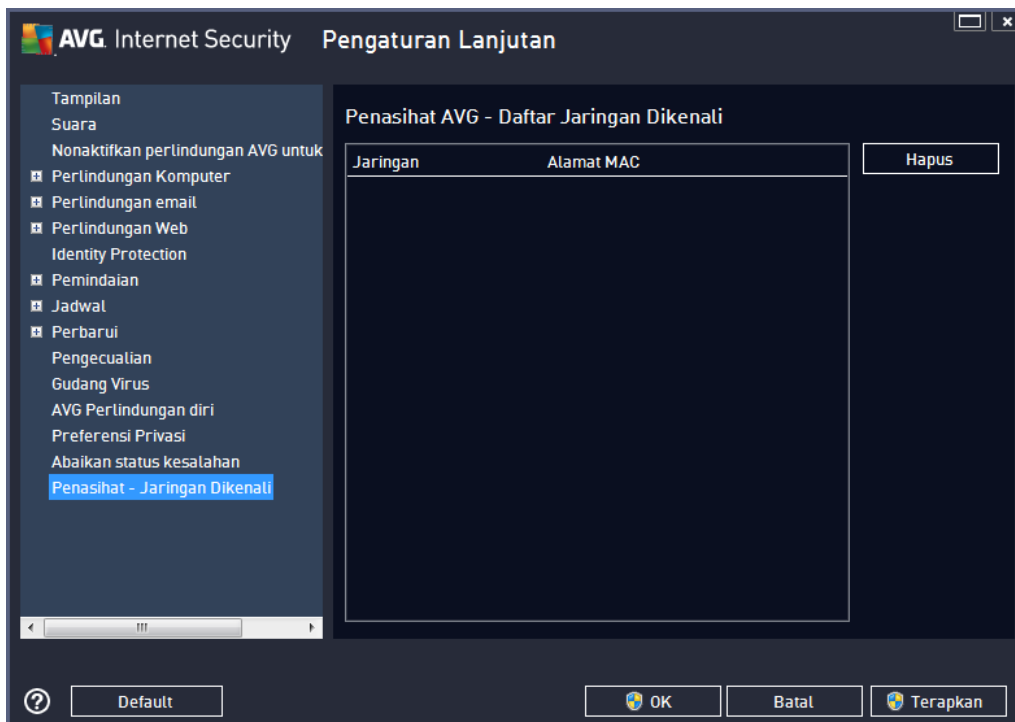 AVG. Internet Security Pengaturan Lanjutan
Tampilan
Suara
Nonaktifkan perlindungan AVG untuk
Perlindungan Komputer
Perlindungan email
Perlindungan Web
Identity Protection
Pemindaian
Jadwal
Perbarui
Pengecualian
Gudang Virus
AVG Perlindungan diri
Preferensi Privasi
Abaikan status kesalahan
Penasihat - Jaringan Dikenali
Penasihat AVG - Daftar Jaringan Dikenali
Jaringan Alamat MAC
Hapus
Default
OK
Batal
Terapkan